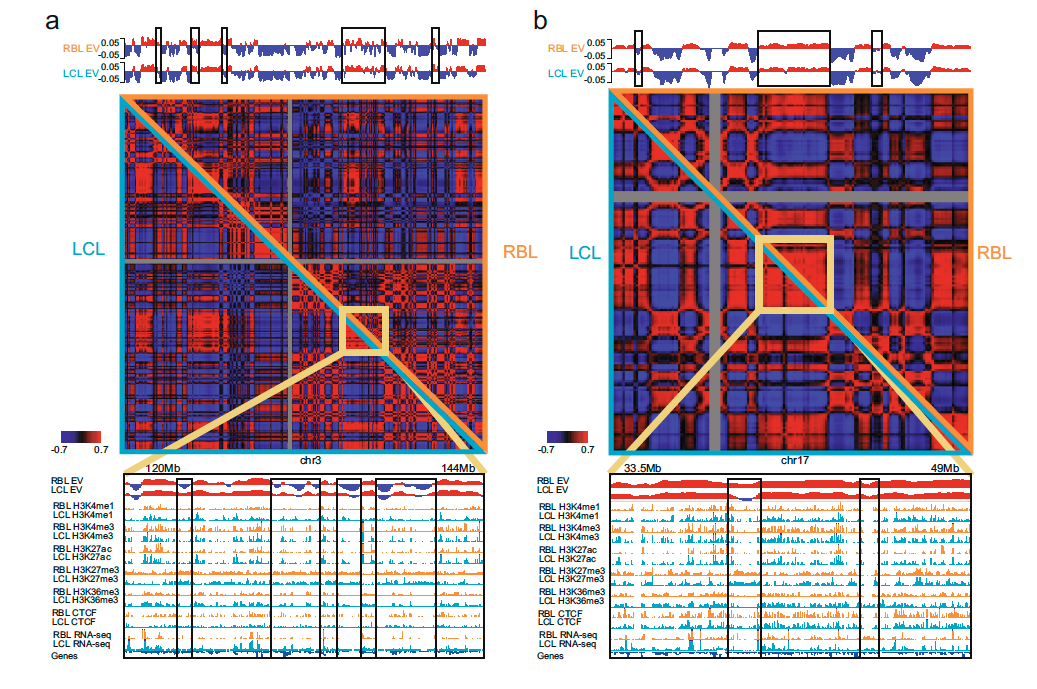 a
RBL EV
0.05
-0.05
LCL EV
0.05
-0.05
LCL
RBL
-0.7
0.7
chr3
120Mb
144Mb
RBL EV
LCL EV
RBL H3K4me1
LCL H3K4me1
RBL H3K4me3
LCL H3K4me3
RBL H3K27ac
LCL H3K27ac
RBL H3K27me3
LCL H3K27me3
RBL H3K36me3
LCL H3K36me3
RBL CTCF
LCL CTCF
RBL RNA-seq
LCL RNA-seq
Genes
b
RBL EV
0.05
-0.05
LCL EV
0.05
-0.05
LCL
RBL
-0.7
0.7
chr17
33.5Mb
49Mb
RBL EV
LCL EV
RBL H3K4me1
LCL H3K4me1
RBL H3K4me3
LCL H3K4me3
RBL H3K27ac
LCL H3K27ac
RBL H3K27me3
LCL H3K27me3
RBL H3K36me3
LCL H3K36me3
RBL CTCF
LCL CTCF
RBL RNA-seq
LCL RNA-seq
Genes